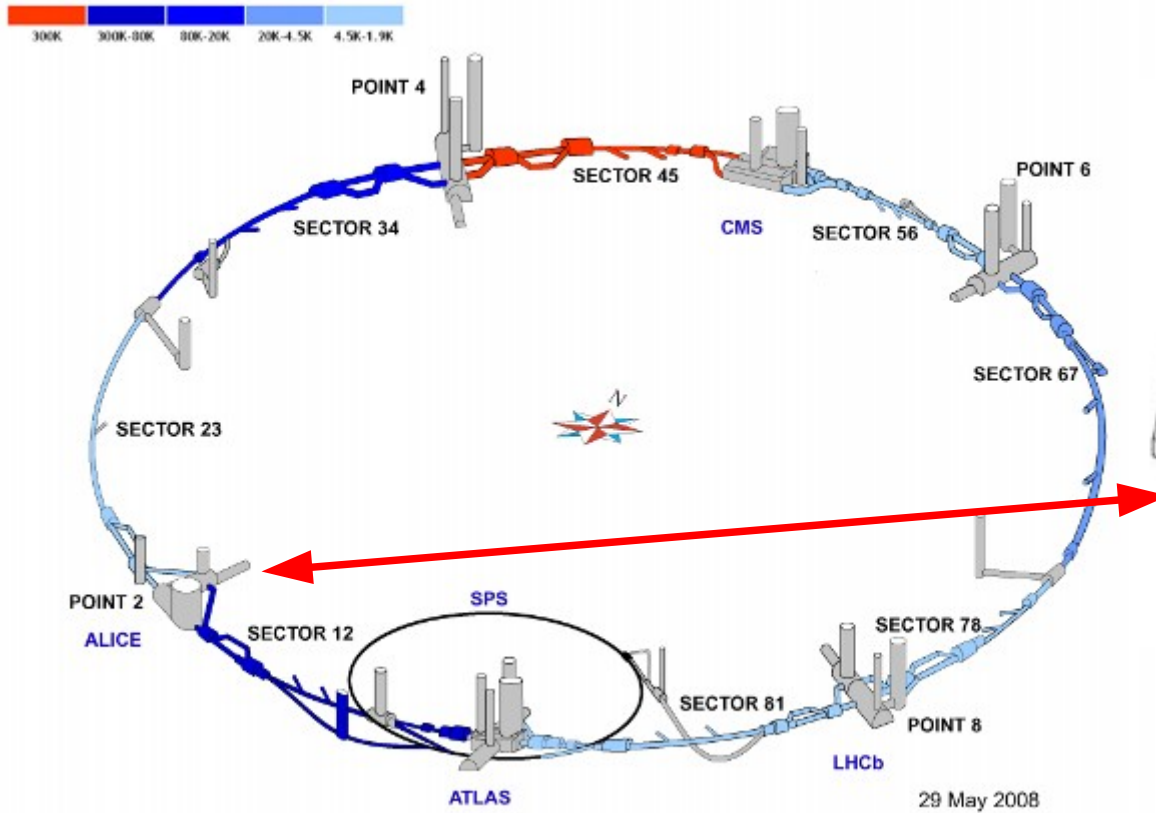 300K 300K-80K 80K-20K 20K-4.5K 4.5K-1.9K
POINT 4
SECTOR 45
POINT 6
CMS
SECTOR 56
SECTOR 34
SECTOR 67
N
SECTOR 23
POINT 2
SPS
ALICE
SECTOR 12
SECTOR 78
SECTOR 81
POINT 8
LHCb
ATLAS
29 May 2008